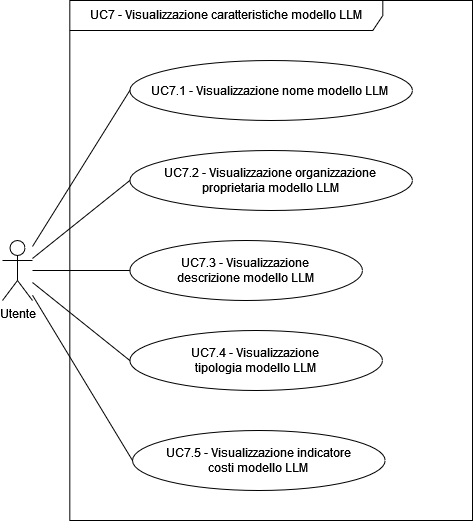 UC7 - Visualizzazione caratteristiche modello LLM
UC7.1 - Visualizzazione nome modello LLM
UC7.2 - Visualizzazione organizzazione
proprietaria modello LLM
UC7.3 - Visualizzazione
descrizione modello LLM
Utente
UC7.4 - Visualizzazione
tipologia modello LLM
UC7.5 - Visualizzazione indicatore
costi modello LLM